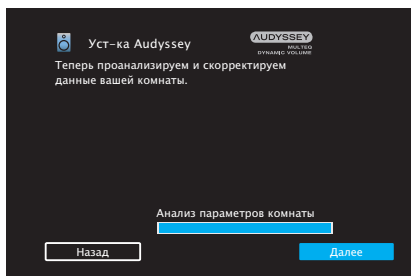 Уст-ка Audyssey
AUDYSSEY
MULTEQ
DYNAMIC VOLUME
Теперь проанализируем и скорректируем
данные вашей комнаты.
Анализ параметров комнаты
Назад
Далее